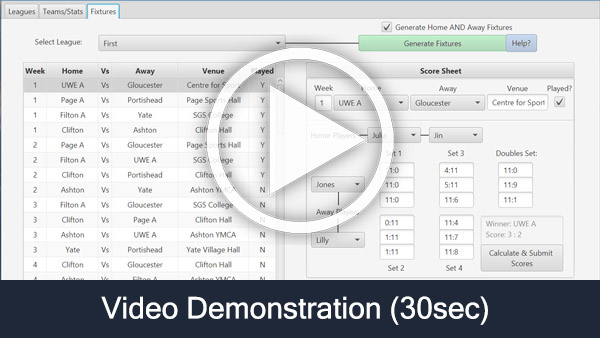 Leagues Teams/Stats Fixtures
Generate Home AND Away Fixtures
Select League: First Generate Fixtures Help?
Week Home Vs Away Venue Played
1 UWE A Vs Gloucester Centre for Sport Y
1 Page A Vs Portishead Page Sports Hall Y
1 Filton A Vs Yate SGS College Y
1 Clifton Vs Ashton Clifton Hall Y
2 Page A Vs Gloucester Page Sports Hall Y
2 Filton A Vs UWE A SGS College Y
2 Clifton Vs Portishead Clifton Hall N
2 Ashton Vs Yate Ashton YMCA N
3 Filton A Vs Gloucester SGS College N
3 Clifton Vs Page A Clifton Hall N
3 Ashton Vs UWE A Ashton YMCA N
3 Yate Vs Portishead Yate Village Hall N
4 Clifton Vs Gloucester Clifton Hall N
4 Ashton Vs Filton A Ashton YMCA N
Score Sheet
Week Home Away Venue Played?
1 UWE A Gloucester Centre for Sport
Home Players Julie Jin
Set 1 Set 3 Doubles Set:
11:0 4:11 11:0
11:0 5:11 11:9
11:0 11:6 11:1
Jones
Away Players
Lilly
0:11 11:4
1:11 11:7
1:11 11:8
Set 2 Set 4
Winner: UWE A
Score: 3 : 2
Calculate & Submit
Scores
Video Demonstration (30sec)